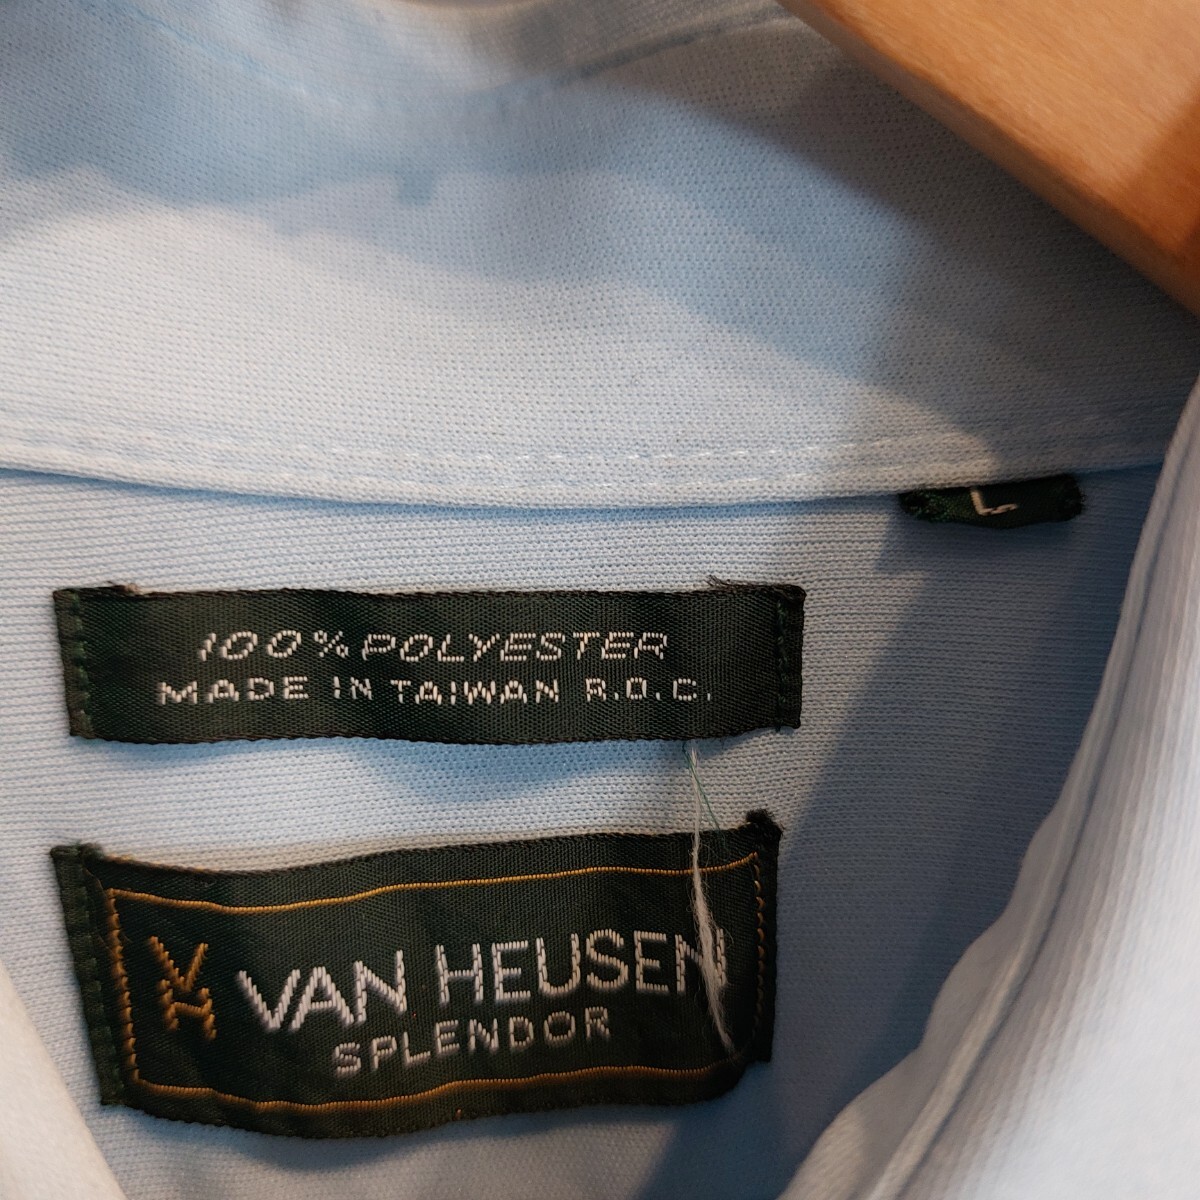 L
100% POLYESTER
MADE IN TAIWAN R.O.C.
VH VAN HEUSEN
SPLENDOR